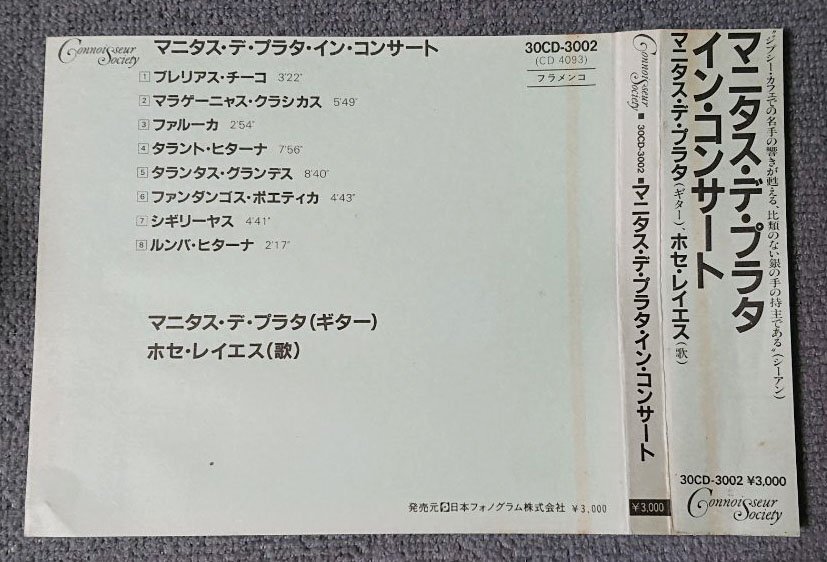 Connoisseur Society
マニタス・デ・プラタ・イン・コンサート
30CD-3002
(CD 4093)
フラメンコ
1 ブレリアス・チーコ 3'22"
2 マラゲーニャス・クラシカス 5'49"
3 ファルーカ 2'54"
4 タラント・ヒターナ 7'56"
5 タランタス・グランデス 8'40"
6 ファンダンゴス・ポエティカ 4'43"
7 シギリーヤス 4'41"
8 ルンバ・ヒターナ 2'17"
マニタス・デ・プラタ(ギター)
ホセ・レイエス(歌)
発売元 日本フォノグラム株式会社 ¥3,000
Connoisseur Society
■30CD-3002■マニタス・デ・プラタ・イン・コンサート
¥3,000
"ジプシー・カフェでの名手の響きが甦える、比類のない銀の手の持主である"(シーアン)
マニタス・デ・プラタ
イン・コンサート
マニタス・デ・プラタ(ギター)、ホセ・レイエス(歌)
30CD-3002 ¥3,000
Connoisseur Society